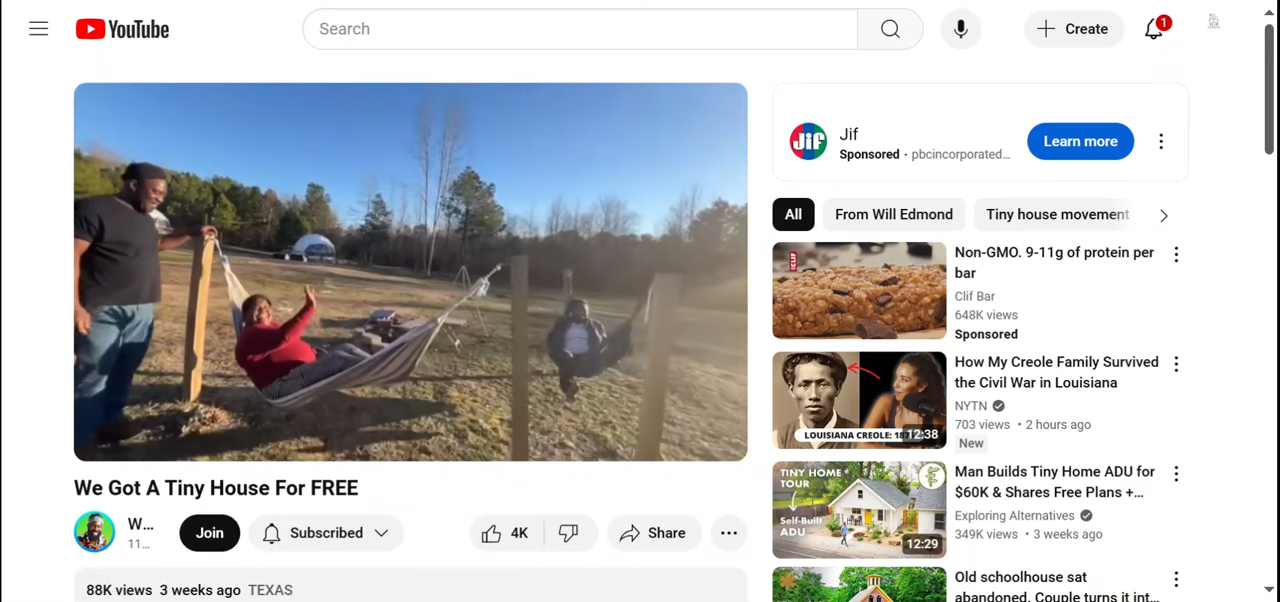 YouTube
Search
Create
1
Jif
Jif
Sponsored · pbcincorporated...
Learn more
All
From Will Edmond
Tiny house movement
CLIF
Non-GMO. 9-11g of protein per
bar
Clif Bar
648K views
Sponsored
LOUISIANA CREOLE: 187
12:38
How My Creole Family Survived
the Civil War in Louisiana
NYTN
703 views • 2 hours ago
New
TINY HOME
TOUR
Self-Built
ADU
12:29
Man Builds Tiny Home ADU for
$60K & Shares Free Plans +...
Exploring Alternatives
349K views • 3 weeks ago
Old schoolhouse sat
abandoned. Couple turns it int...
We Got A Tiny House For FREE
W...
11...
Join
Subscribed
4K
Share
88K views 3 weeks ago TEXAS